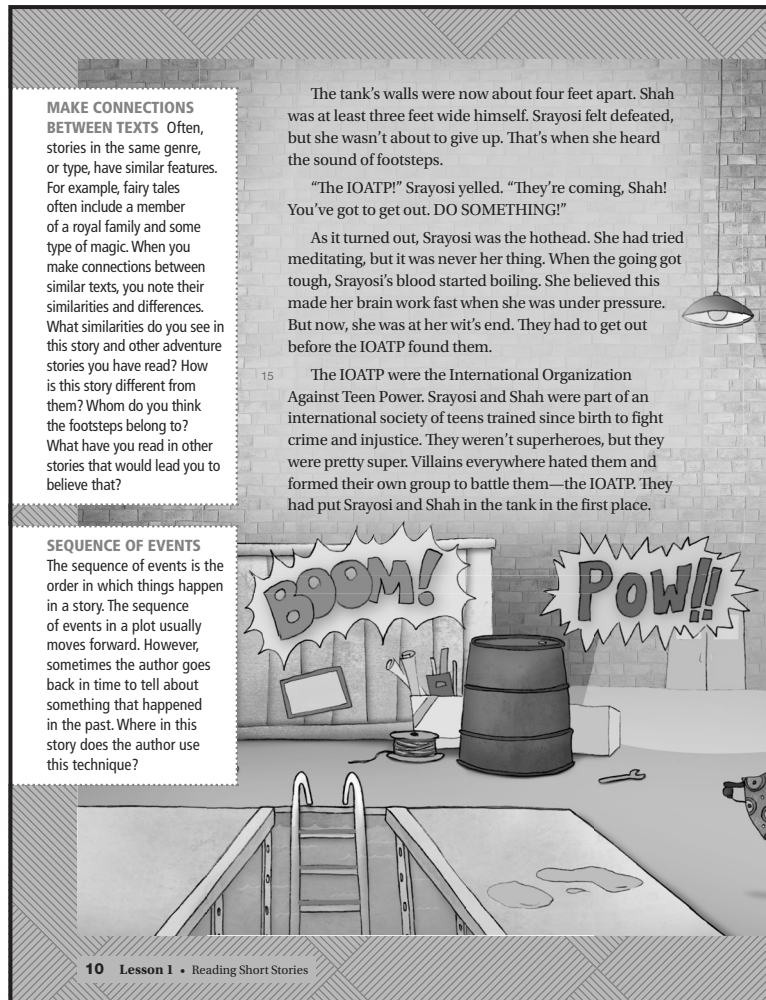 MAKE CONNECTIONS
BETWEEN TEXTS Often,
stories in the same genre,
or type, have similar features.
For example, fairy tales
often include a member
of a royal family and some
type of magic. When you
make connections between
similar texts, you note their
similarities and differences.
What similarities do you see in
this story and other adventure
stories you have read? How
is this story different from
them? Whom do you think
the footsteps belong to?
What have you read in other
stories that would lead you to
believe that?
SEQUENCE OF EVENTS
The sequence of events is the
order in which things happen
in a story. The sequence
of events in a plot usually
moves forward. However,
sometimes the author goes
back in time to tell about
something that happened
in the past. Where in this
story does the author use
this technique?
The tank’s walls were now about four feet apart. Shah
was at least three feet wide himself. Srayosi felt defeated,
but she wasn’t about to give up. That’s when she heard
the sound of footsteps.
“The IOATP!” Srayosi yelled. “They’re coming, Shah!
You’ve got to get out. DO SOMETHING!”
As it turned out, Srayosi was the hothead. She had tried
meditating, but it was never her thing. When the going got
tough, Srayosi’s blood started boiling. She believed this
made her brain work fast when she was under pressure.
But now, she was at her wit’s end. They had to get out
before the IOATP found them.
15 The IOATP were the International Organization
Against Teen Power. Srayosi and Shah were part of an
international society of teens trained since birth to fight
crime and injustice. They weren’t superheroes, but they
were pretty super. Villains everywhere hated them and
formed their own group to battle them—the IOATP. They
had put Srayosi and Shah in the tank in the first place.
BOOM!
POW!!
10 Lesson 1 • Reading Short Stories